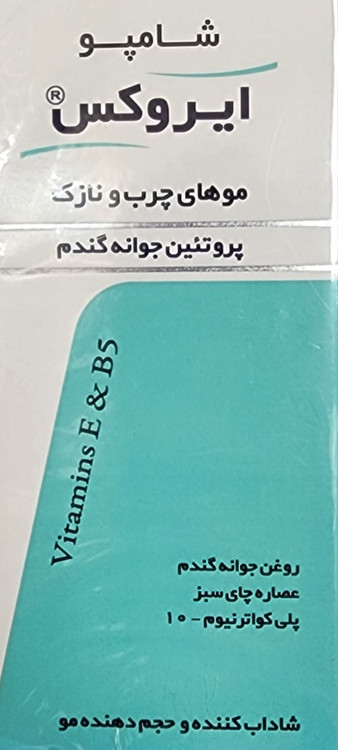 شامپو
ایروکس®
موهای چرب و نازک
پروتئین جوانه گندم
Vitamins E & B5
روغن جوانه گندم
عصاره چای سبز
پلی کواترنیوم - ۱۰
شاداب کننده و حجم دهنده مو